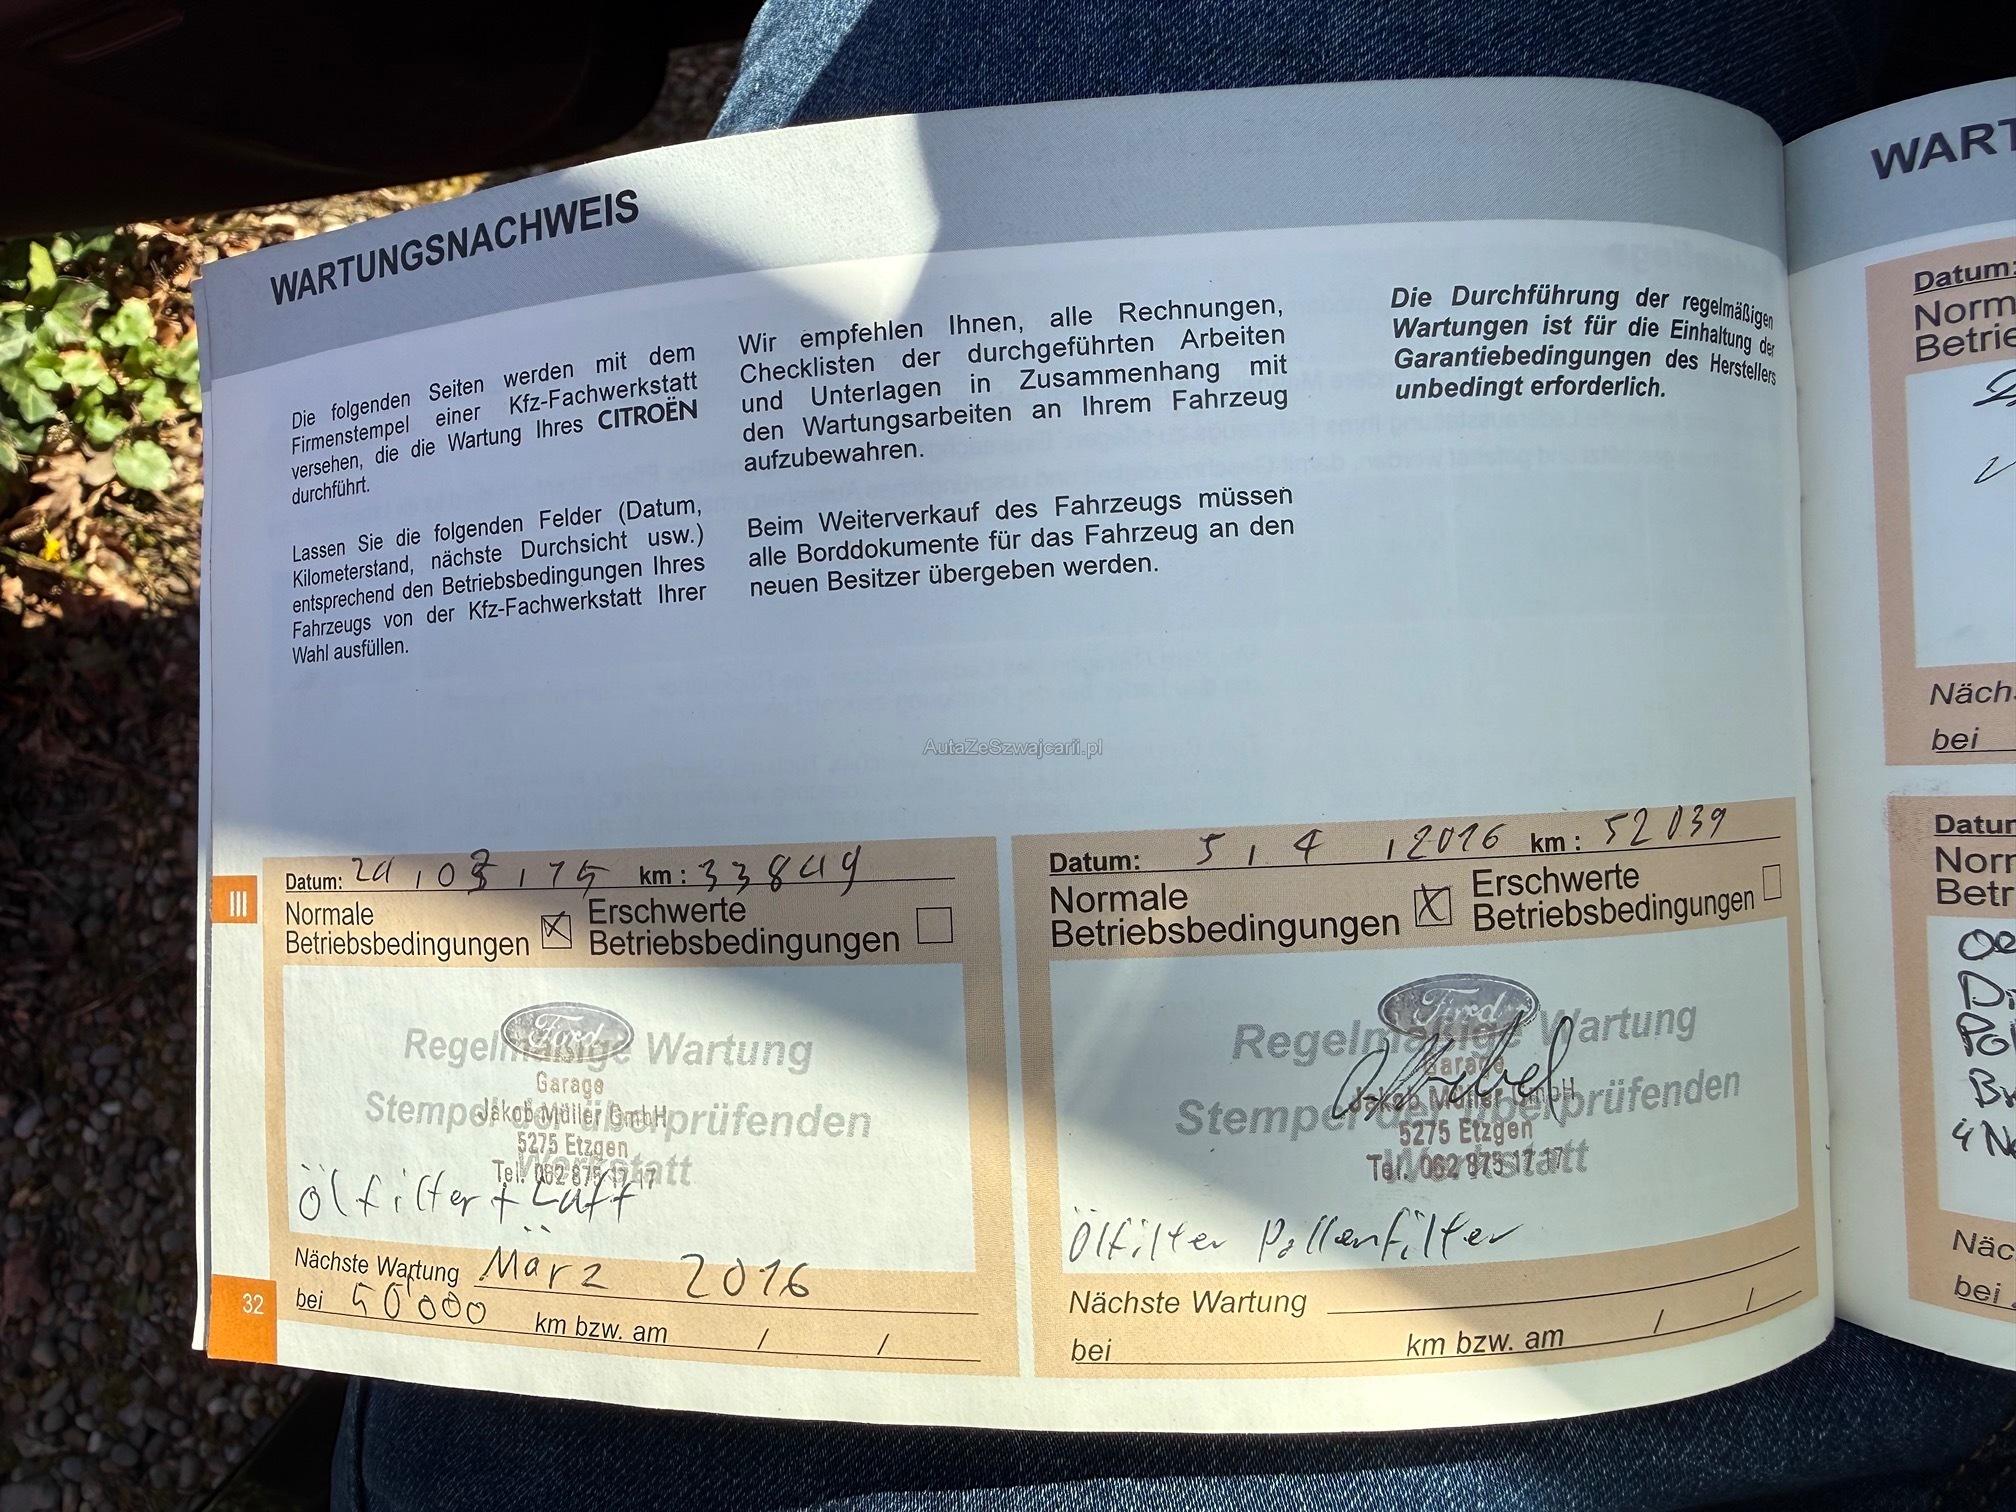 WARTUNGSNACHWEIS
Die folgenden Seiten werden mit dem
Firmenstempel einer Kfz-Fachwerkstatt
versehen, die die Wartung Ihres CITROËN
durchführt.
Lassen Sie die folgenden Felder (Datum,
Kilometerstand, nächste Durchsicht usw.)
entsprechend den Betriebsbedingungen Ihres
Fahrzeugs von der Kfz-Fachwerkstatt Ihrer
Wahl ausfüllen.
Wir empfehlen Ihnen, alle Rechnungen,
Checklisten der durchgeführten Arbeiten
und Unterlagen in Zusammenhang mit
den Wartungsarbeiten an Ihrem Fahrzeug
aufzubewahren.
Beim Weiterverkauf des Fahrzeugs müssen
alle Borddokumente für das Fahrzeug an den
neuen Besitzer übergeben werden.
Die Durchführung der regelmäßigen
Wartungen ist für die Einhaltung der
Garantiebedingungen des Herstellers
unbedingt erforderlich.
AutaZeSzwajcarii.pl
III
Datum: km : 33849
Normale Betriebsbedingungen
Erschwerte Betriebsbedingungen
Regelmäßige Wartung
Stempel der überprüfenden
Werkstatt
Ford
Garage
Jakob Müller GmbH
5275 Etzgen
Tel. 062 875 17 17
Ölfilter + Luft
Nächste Wartung März 2016
bei 50'000 km bzw. am / /
32
Datum: 5 , 4 , 2016 km : 52039
Normale Betriebsbedingungen
Erschwerte Betriebsbedingungen
Regelmäßige Wartung
Stempel der überprüfenden
Werkstatt
Ford
Garage
Jakob Müller GmbH
5275 Etzgen
Tel. 062 875 17 17
Ölfilter Pollenfilter
Nächste Wartung
bei km bzw. am / /
WART
Datum:
Norm
Betrie
Näch
bei
Datum
Norr
Betr
Näc
bei